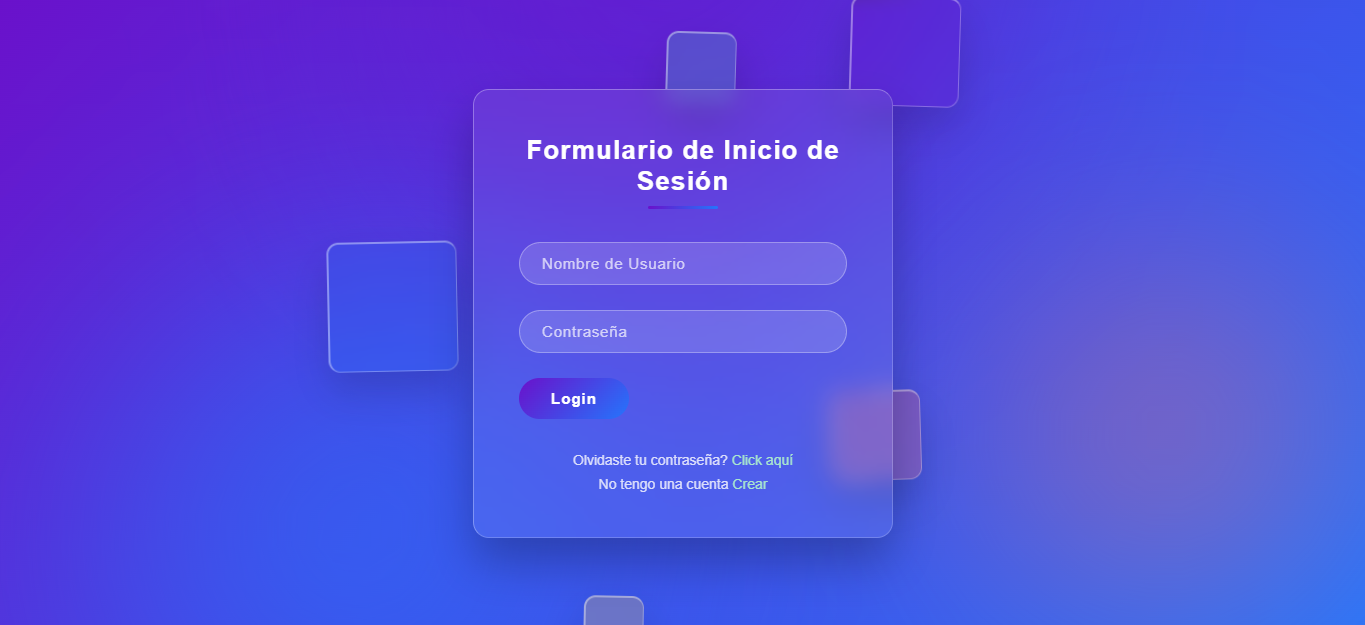 Formulario de Inicio de
Sesión
Nombre de Usuario
Contraseña
Login
Olvidaste tu contraseña? Click aquí
No tengo una cuenta Crear